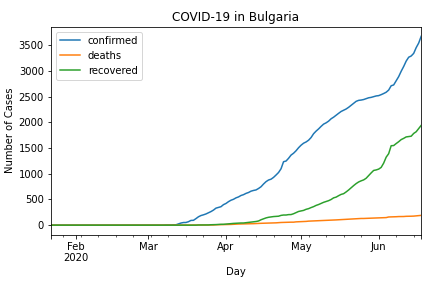 COVID-19 in Bulgaria
confirmed
deaths
recovered
Number of Cases
3500
3000
2500
2000
1500
1000
500
0
Feb
2020
Mar
Apr
May
Jun
Day